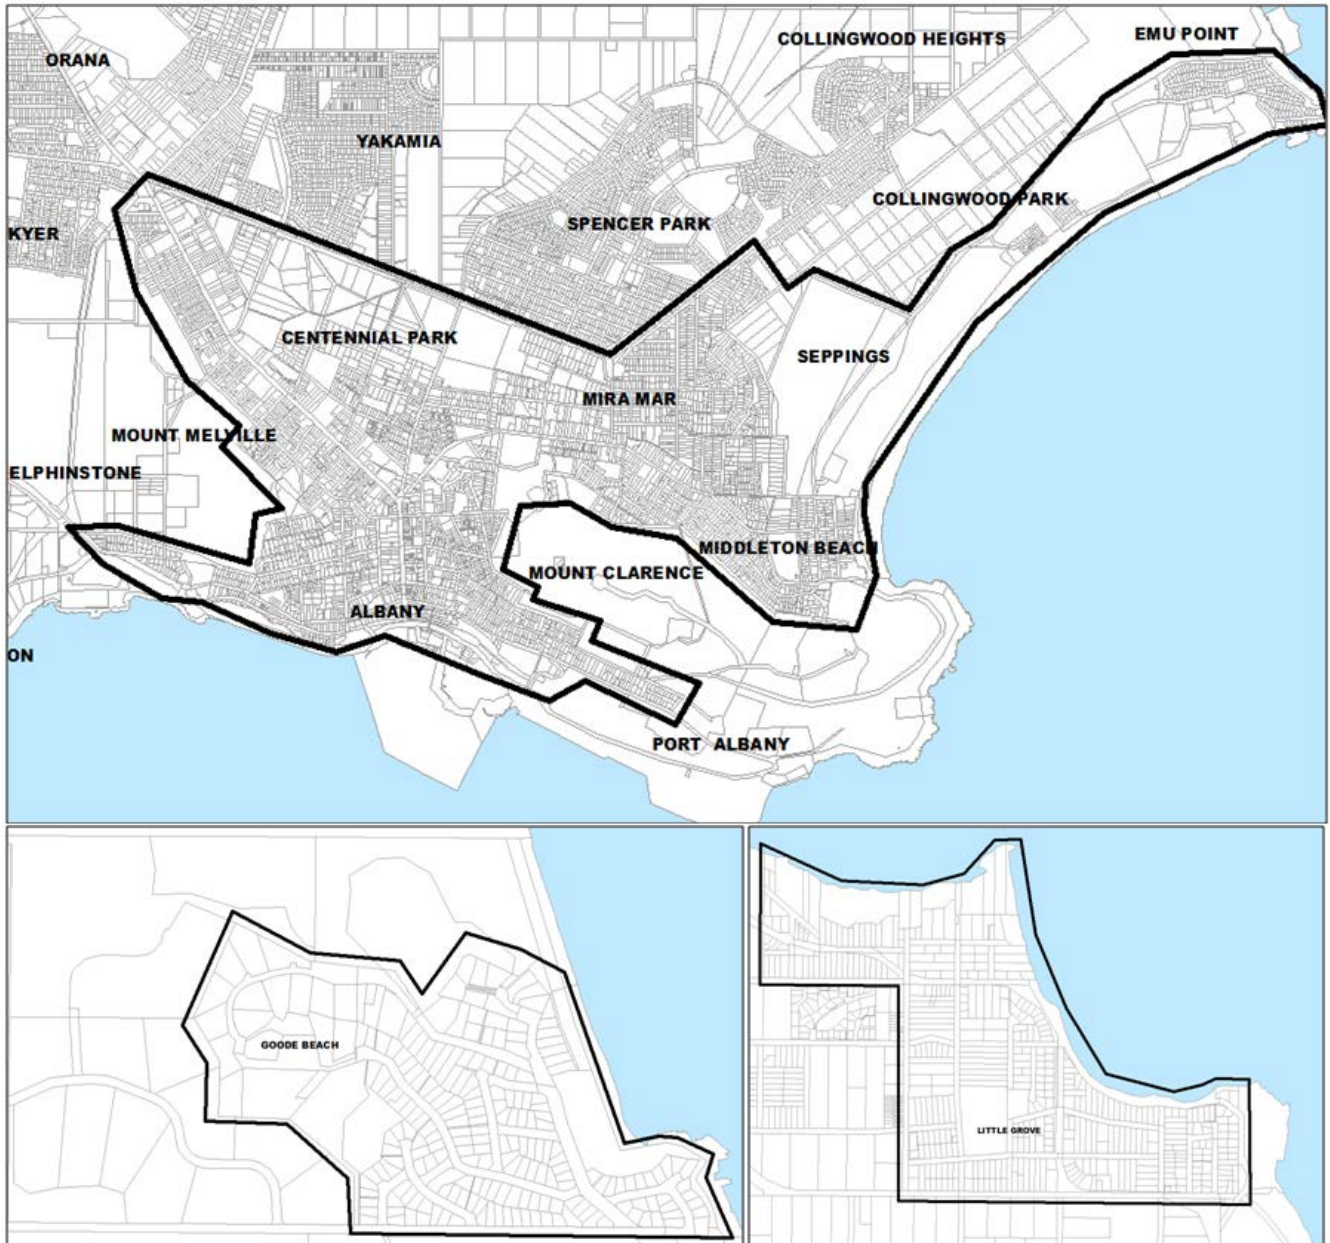 COLLINGWOOD HEIGHTS
EMU POINT
ORANA
YAKAMIA
COLLINGWOOD PARK
SPENCER PARK
KYER
CENTENNIAL PARK
SEPPINGS
MIRA MAR
MOUNT MELVILLE
ELPHINSTONE
MIDDLETON BEACH
MOUNT CLARENCE
ALBANY
ON
PORT ALBANY
GOODE BEACH
LITTLE GROVE